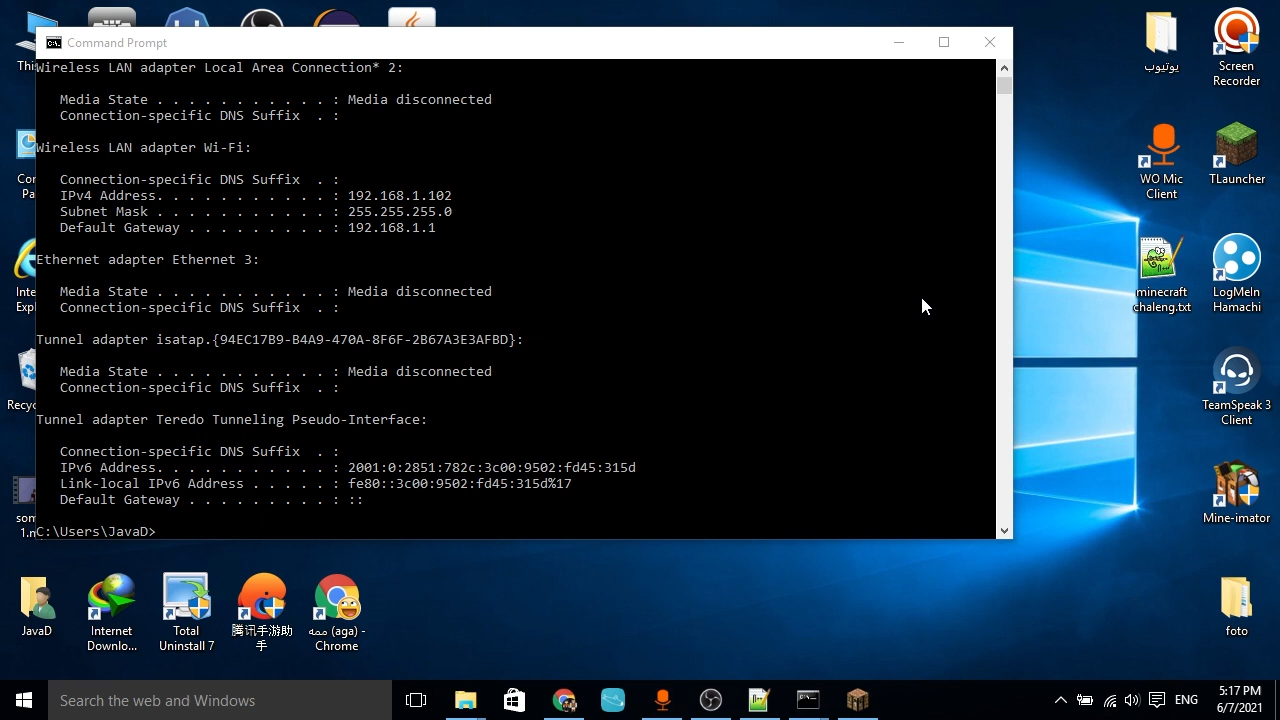 Command Prompt
Wireless LAN adapter Local Area Connection* 2:
Media State . . . . . . . . . . . : Media disconnected
Connection-specific DNS Suffix  . :
Wireless LAN adapter Wi-Fi:
Connection-specific DNS Suffix  . :
IPv4 Address. . . . . . . . . . . : 192.168.1.102
Subnet Mask . . . . . . . . . . . : 255.255.255.0
Default Gateway . . . . . . . . . : 192.168.1.1
Ethernet adapter Ethernet 3:
Media State . . . . . . . . . . . : Media disconnected
Connection-specific DNS Suffix  . :
Tunnel adapter isatap.{94EC17B9-B4A9-470A-8F6F-2B67A3E3AFBD}:
Media State . . . . . . . . . . . : Media disconnected
Connection-specific DNS Suffix  . :
Tunnel adapter Teredo Tunneling Pseudo-Interface:
Connection-specific DNS Suffix  . :
IPv6 Address. . . . . . . . . . . : 2001:0:2851:782c:3c00:9502:fd45:315d
Link-local IPv6 Address . . . . . : fe80::3c00:9502:fd45:315d%17
Default Gateway . . . . . . . . . : ::
C:\Users\JavaD>
یوتیوب
Screen
Recorder
WO Mic
Client
TLauncher
minecraft
chaleng.txt
LogMeIn
Hamachi
TeamSpeak 3
Client
Mine-imator
foto
JavaD
Internet
Downlo...
Total
Uninstall 7
腾讯手游助
手
ممه (aga) -
Chrome
Search the web and Windows
ENG
5:17 PM
6/7/2021